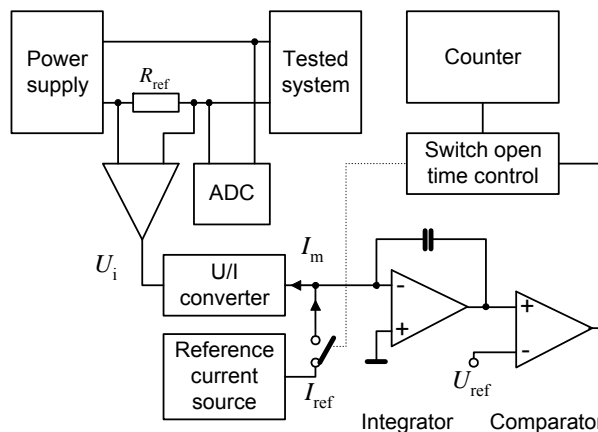 Power
supply
R_ref
Tested
system
Counter
Switch open
time control
ADC
U_i
I_m
U/I
converter
-
+
+
-
Reference
current
source
I_ref
U_ref
Integrator
Comparator